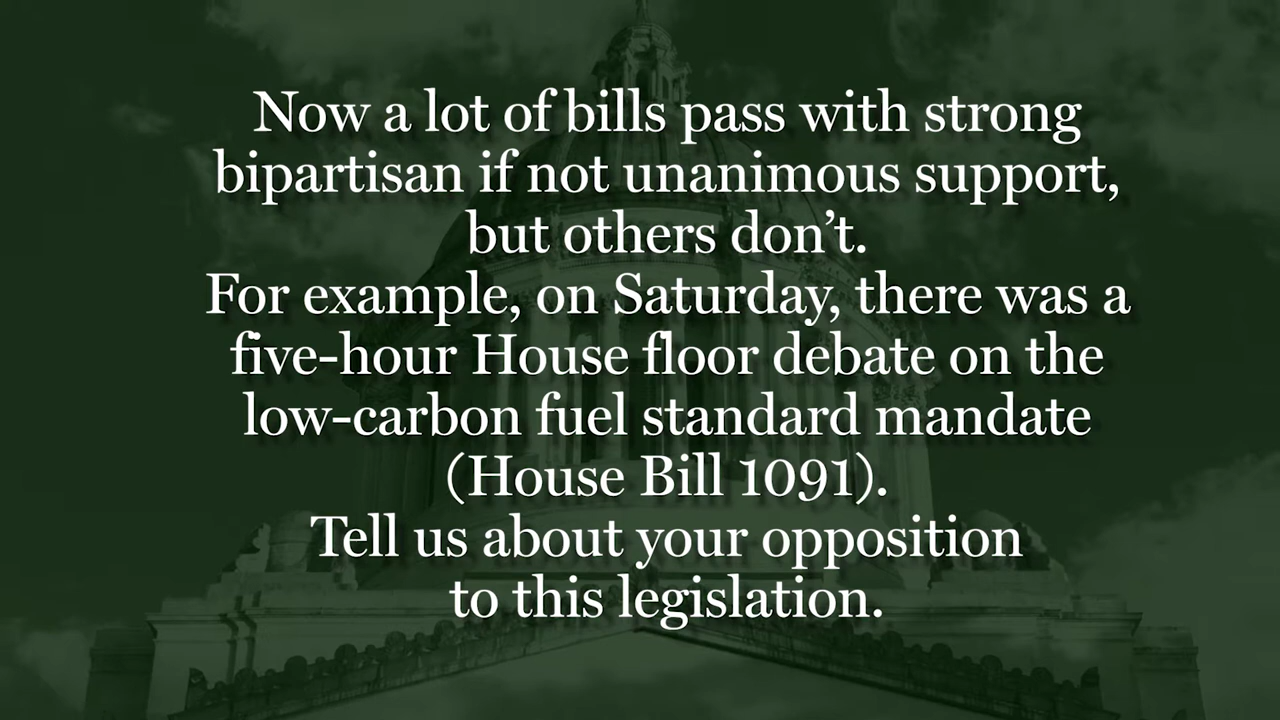 Now a lot of bills pass with strong
bipartisan if not unanimous support,
but others don’t.
For example, on Saturday, there was a
five-hour House floor debate on the
low-carbon fuel standard mandate
(House Bill 1091).
Tell us about your opposition
to this legislation.